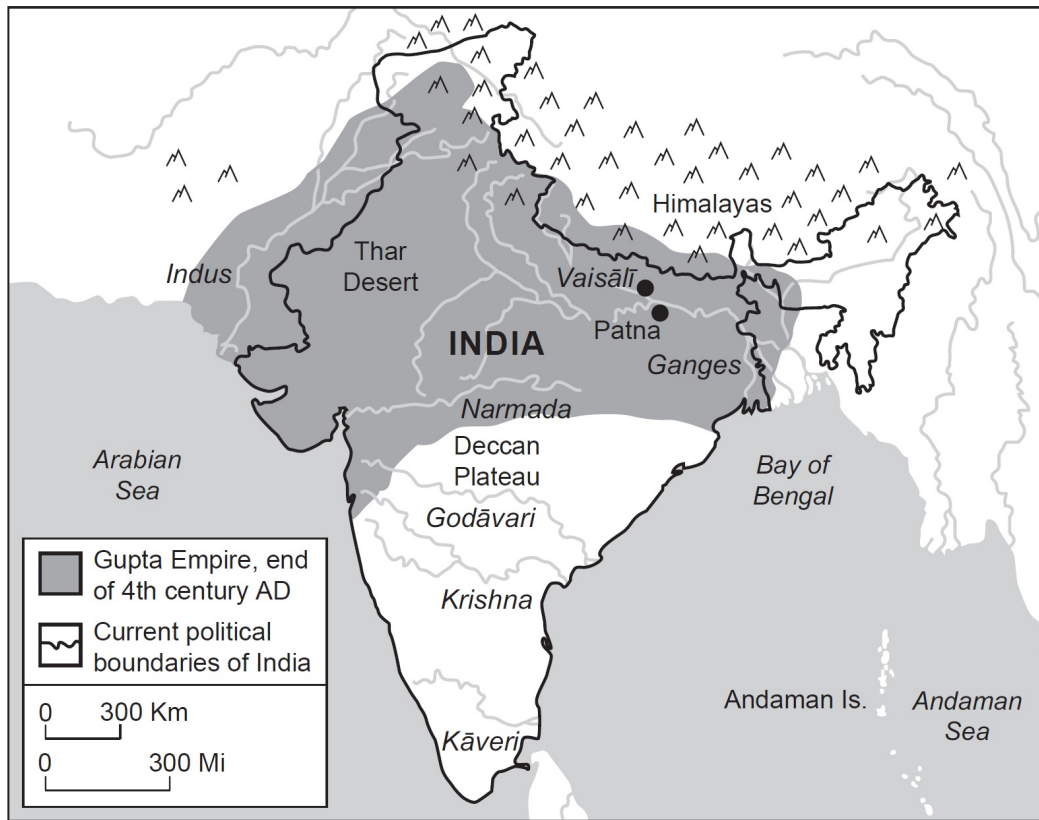 Himalayas
Indus
Thar
Desert
Vaisālī
Patna
INDIA
Ganges
Narmada
Deccan
Plateau
Arabian
Sea
Bay of
Bengal
Godāvari
Krishna
Kāveri
Andaman Is.
Andaman
Sea
Gupta Empire, end
of 4th century AD
Current political
boundaries of India
0 300 Km
0 300 Mi